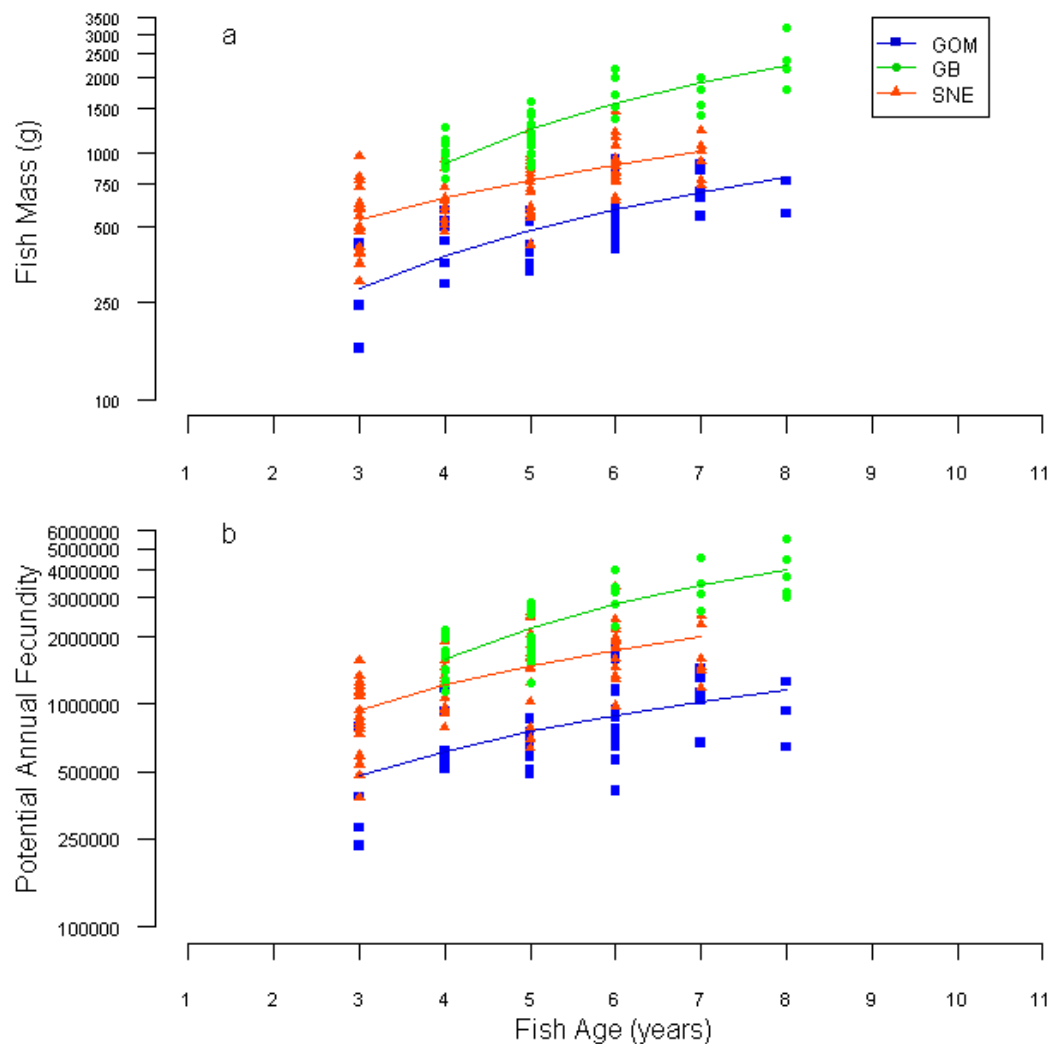 a
GOM
GB
SNE
Fish Mass (g)
3500
3000
2500
2000
1500
1000
750
500
250
100
1 2 3 4 5 6 7 8 9 10 11
b
Potential Annual Fecundity
6000000
5000000
4000000
3000000
2000000
1000000
500000
250000
100000
1 2 3 4 5 6 7 8 9 10 11
Fish Age (years)